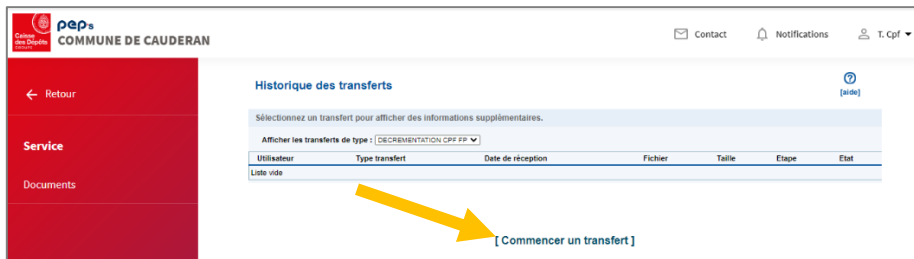 Caisse des Dépôts GROUPE
pep's
COMMUNE DE CAUDERAN
Contact
Notifications
T. Cpf
← Retour
Service
Documents
Historique des transferts
[aide]
Sélectionnez un transfert pour afficher des informations supplémentaires.
Afficher les transferts de type : DECREMENTATION CPF FP
Utilisateur Type transfert Date de réception Fichier Taille Etape Etat
Liste vide
[ Commencer un transfert ]